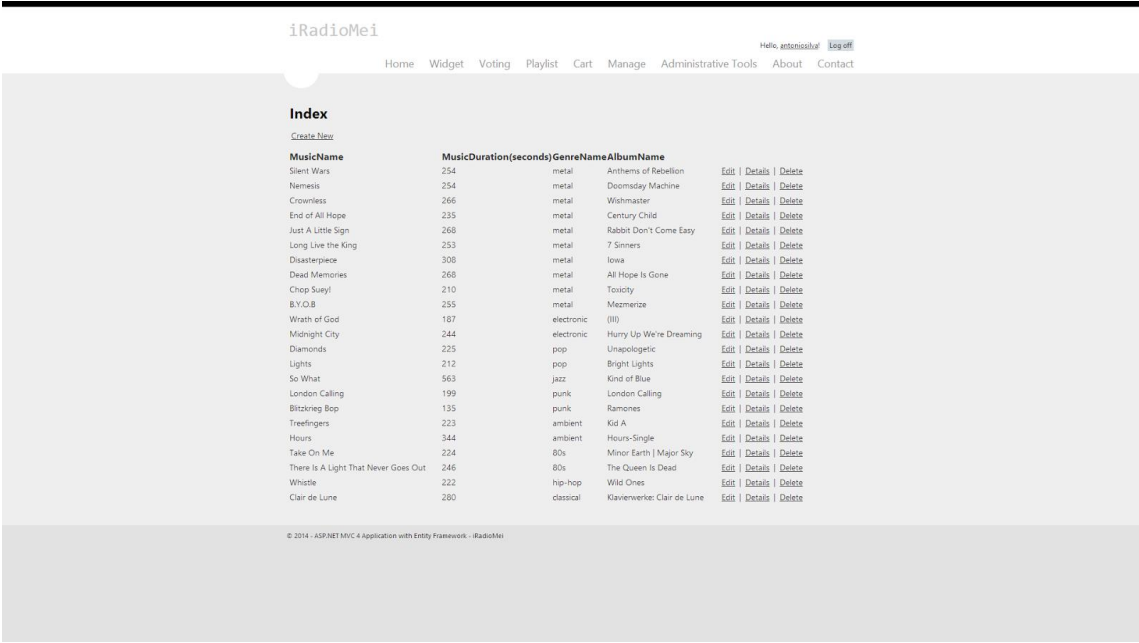 iRadioMei
Hello, antoniosilva! Log off
Home Widget Voting Playlist Cart Manage Administrative Tools About Contact
Index
Create New
MusicName MusicDuration(seconds) GenreName AlbumName
Silent Wars 254 metal Anthems of Rebellion Edit | Details | Delete
Nemesis 254 metal Doomsday Machine Edit | Details | Delete
Crownless 266 metal Wishmaster Edit | Details | Delete
End of All Hope 235 metal Century Child Edit | Details | Delete
Just A Little Sign 268 metal Rabbit Don't Come Easy Edit | Details | Delete
Long Live the King 253 metal 7 Sinners Edit | Details | Delete
Disasterpiece 308 metal Iowa Edit | Details | Delete
Dead Memories 268 metal All Hope Is Gone Edit | Details | Delete
Chop Suey! 210 metal Toxicity Edit | Details | Delete
B.Y.O.B 255 metal Mezmerize Edit | Details | Delete
Wrath of God 187 electronic (III) Edit | Details | Delete
Midnight City 244 electronic Hurry Up We're Dreaming Edit | Details | Delete
Diamonds 225 pop Unapologetic Edit | Details | Delete
Lights 212 pop Bright Lights Edit | Details | Delete
So What 563 jazz Kind of Blue Edit | Details | Delete
London Calling 199 punk London Calling Edit | Details | Delete
Blitzkrieg Bop 135 punk Ramones Edit | Details | Delete
Treefingers 223 ambient Kid A Edit | Details | Delete
Hours 344 ambient Hours-Single Edit | Details | Delete
Take On Me 224 80s Minor Earth | Major Sky Edit | Details | Delete
There Is A Light That Never Goes Out 246 80s The Queen Is Dead Edit | Details | Delete
Whistle 222 hip-hop Wild Ones Edit | Details | Delete
Clair de Lune 280 classical Klavierwerke: Clair de Lune Edit | Details | Delete
© 2014 - ASP.NET MVC 4 Application with Entity Framework - iRadioMei